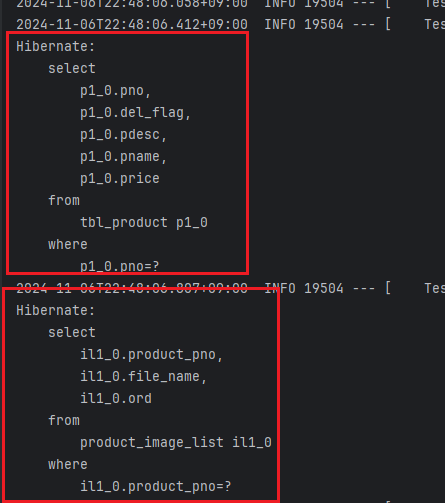 2024-11-06T22:48:06.058+09:00  INFO 19504 --- [    Tes
2024-11-06T22:48:06.412+09:00  INFO 19504 --- [    Tes
Hibernate:
    select
        p1_0.pno,
        p1_0.del_flag,
        p1_0.pdesc,
        p1_0.pname,
        p1_0.price
    from
        tbl_product p1_0
    where
        p1_0.pno=?
2024-11-06T22:48:06.807+09:00  INFO 19504 --- [    Tes
Hibernate:
    select
        il1_0.product_pno,
        il1_0.file_name,
        il1_0.ord
    from
        product_image_list il1_0
    where
        il1_0.product_pno=?